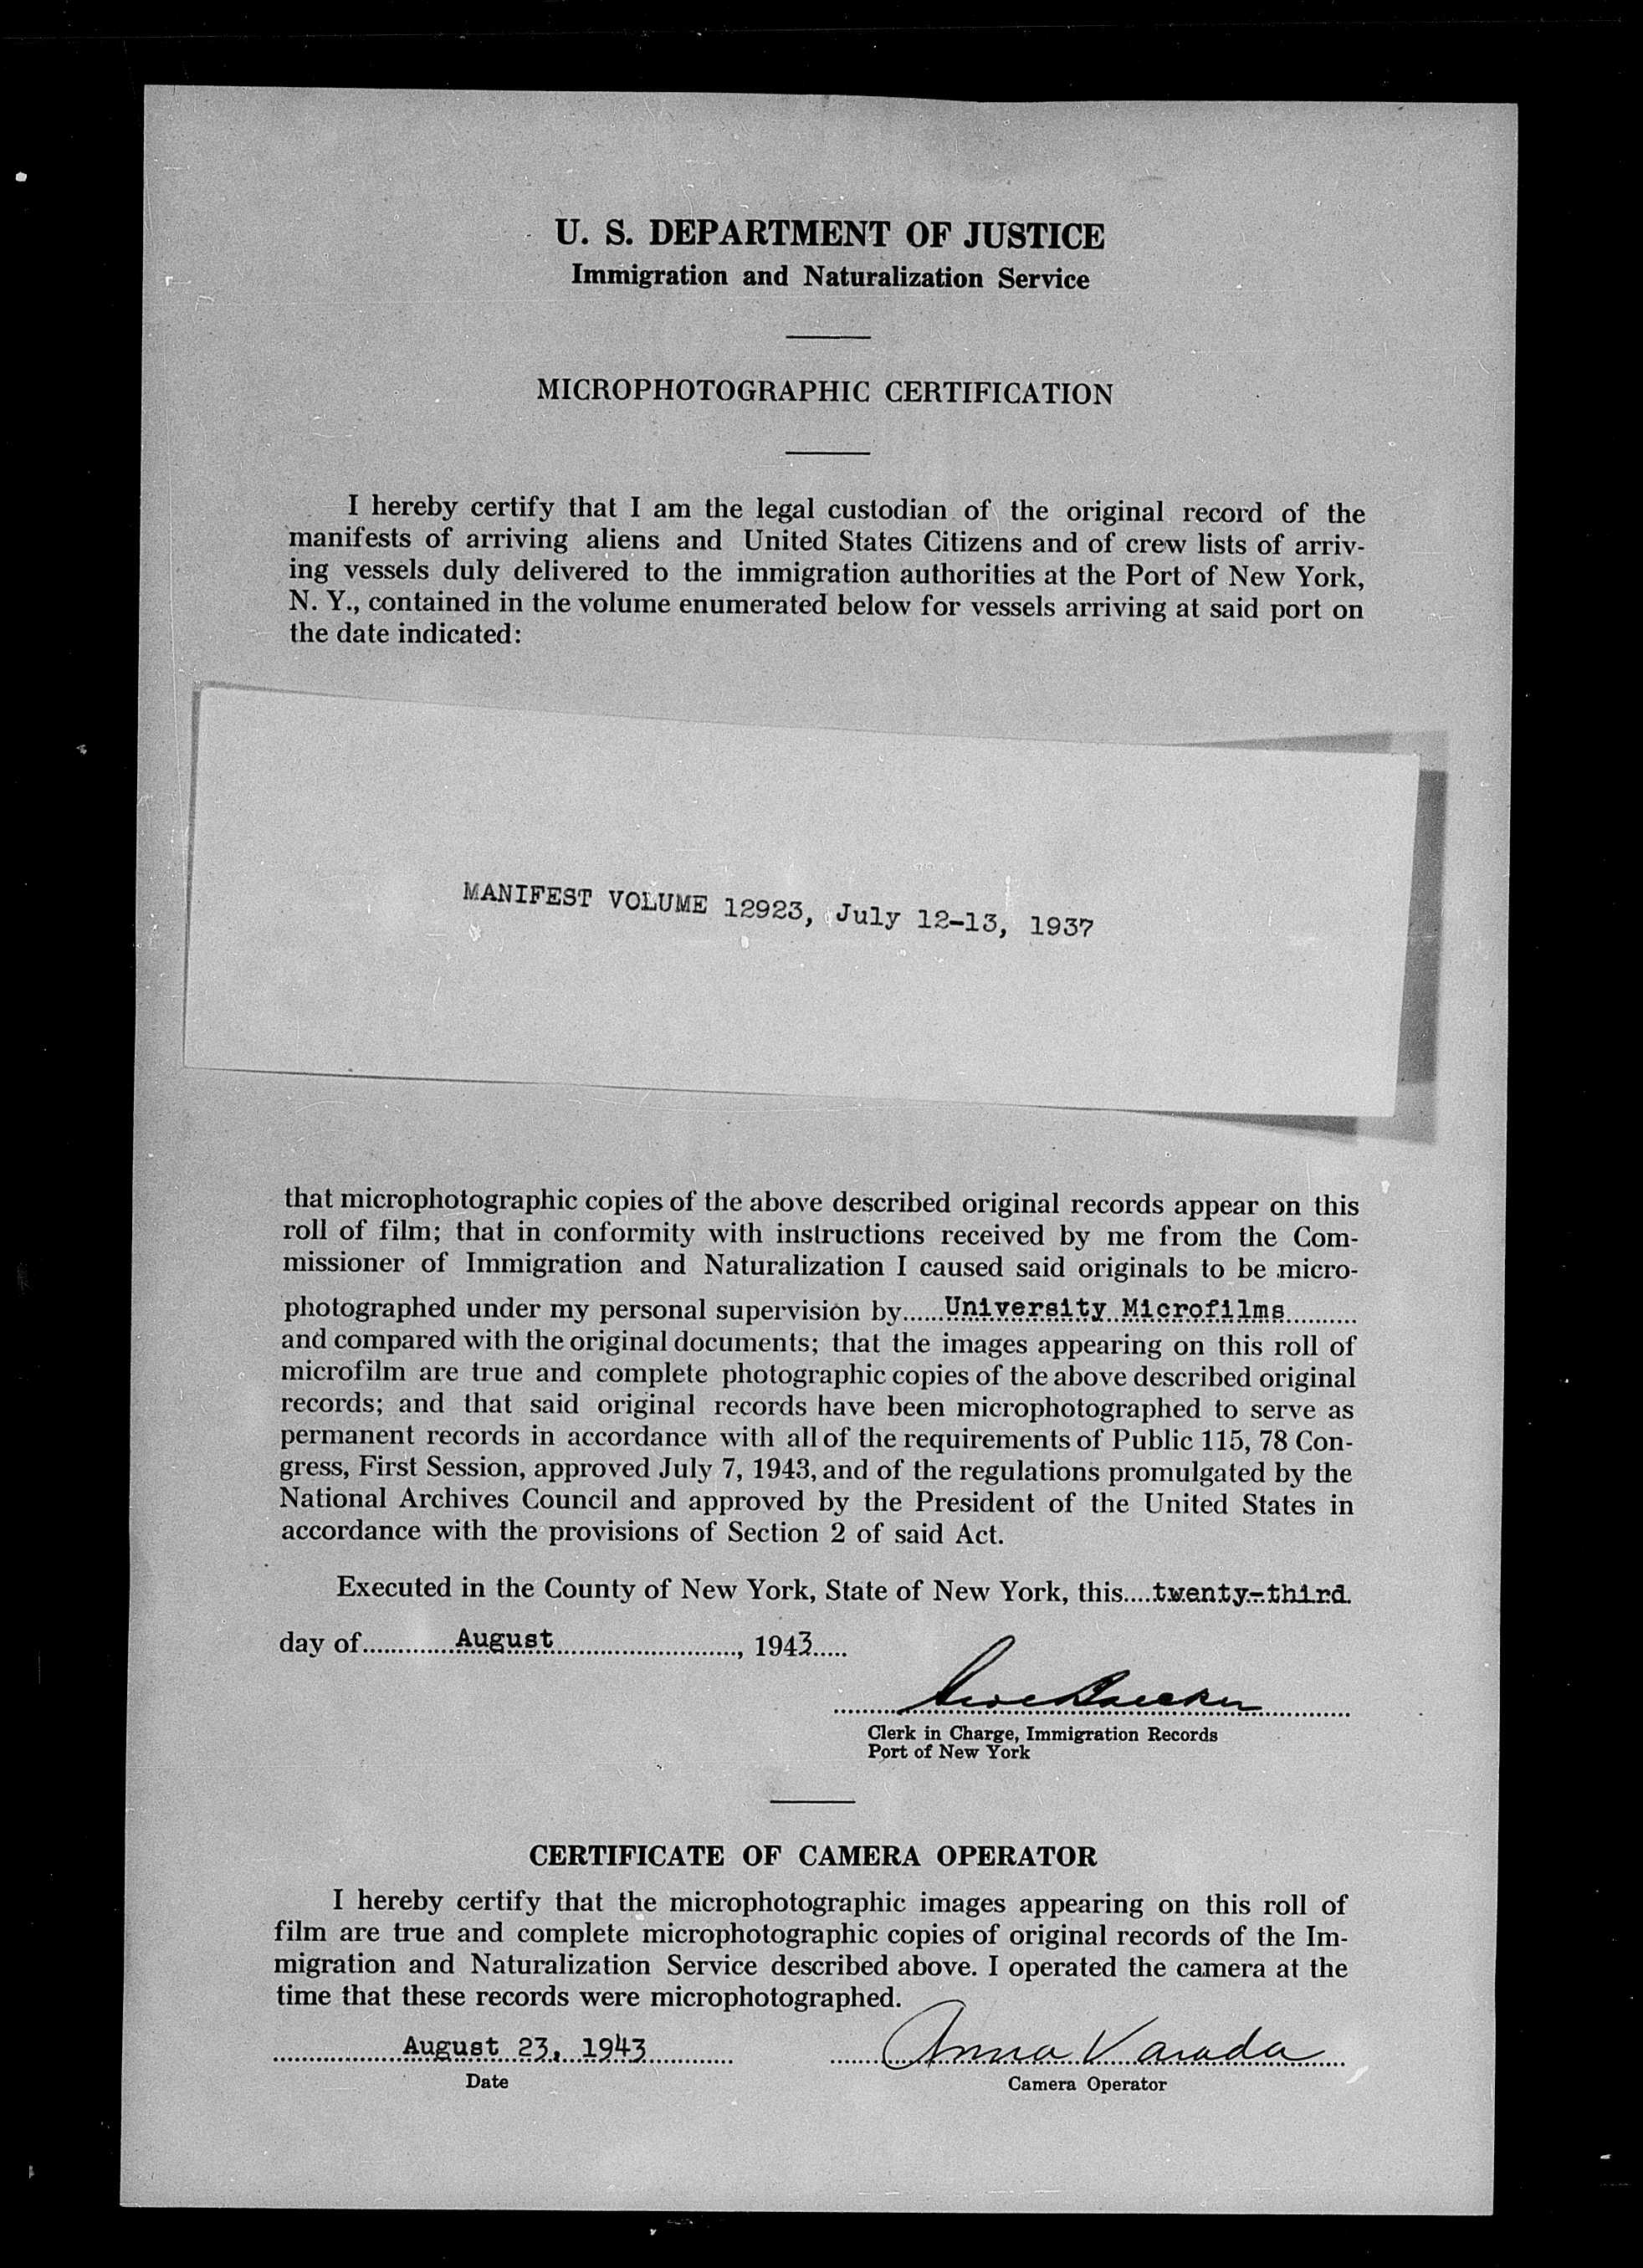 U. S. DEPARTMENT OF JUSTICE
Immigration and Naturalization Service
MICROPHOTOGRAPHIC CERTIFICATION
I hereby certify that I am the legal custodian of the original record of the
manifests of arriving aliens and United States Citizens and of crew lists of arriv-
ing vessels duly delivered to the immigration authorities at the Port of New York,
N. Y., contained in the volume enumerated below for vessels arriving at said port on
the date indicated:
MANIFEST VOLUME 12923, July 12-13, 1937
that microphotographic copies of the above described original records appear on this
roll of film; that in conformity with instructions received by me from the Com-
missioner of Immigration and Naturalization I caused said originals to be micro-
photographed under my personal supervision by......University Microfilms..........
and compared with the original documents; that the images appearing on this roll of
microfilm are true and complete photographic copies of the above described original
records; and that said original records have been microphotographed to serve as
permanent records in accordance with all of the requirements of Public 115, 78 Con-
gress, First Session, approved July 7, 1943, and of the regulations promulgated by the
National Archives Council and approved by the President of the United States in
accordance with the provisions of Section 2 of said Act.
Executed in the County of New York, State of New York, this....twenty-third
day of............August............................, 1943.....
Clerk in Charge, Immigration Records
Port of New York
CERTIFICATE OF CAMERA OPERATOR
I hereby certify that the microphotographic images appearing on this roll of
film are true and complete microphotographic copies of original records of the Im-
migration and Naturalization Service described above. I operated the camera at the
time that these records were microphotographed.
August 23, 1943 Anna Varada
Date Camera Operator